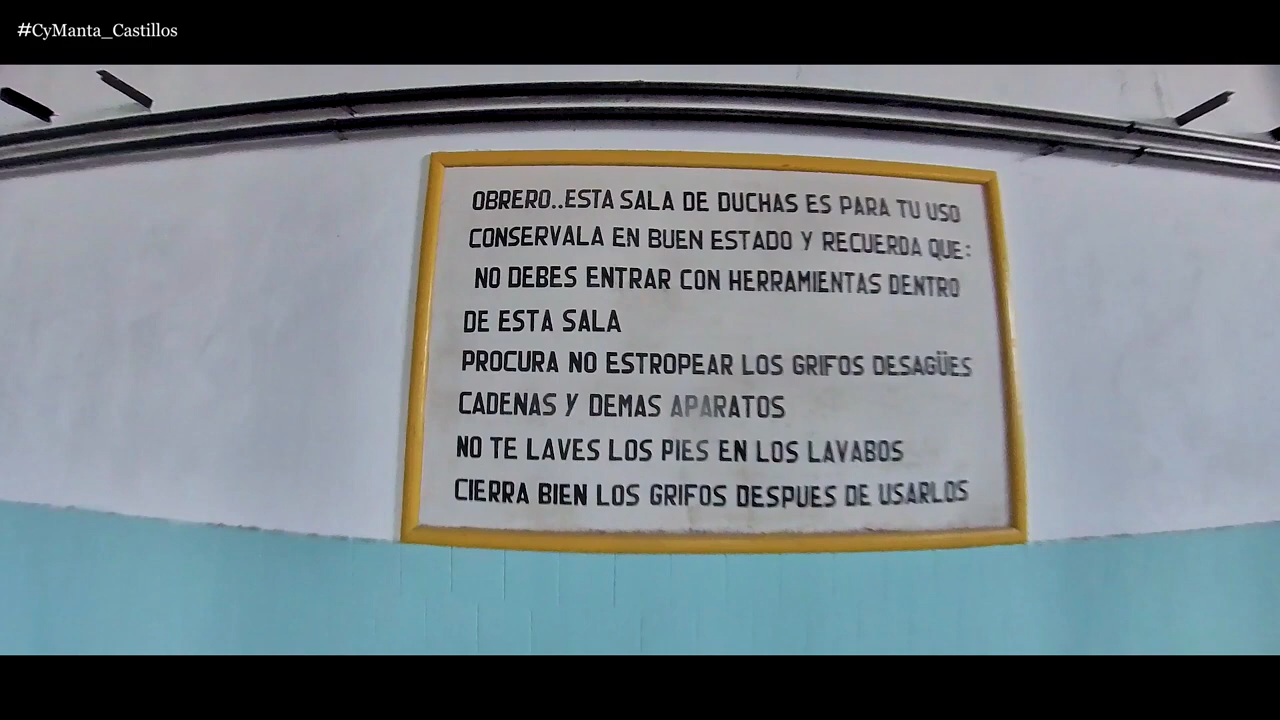 #CyManta_Castillos
OBRERO..ESTA SALA DE DUCHAS ES PARA TU USO
CONSERVALA EN BUEN ESTADO Y RECUERDA QUE:
NO DEBES ENTRAR CON HERRAMIENTAS DENTRO
DE ESTA SALA
PROCURA NO ESTROPEAR LOS GRIFOS DESAGÜES
CADENAS Y DEMAS APARATOS
NO TE LAVES LOS PIES EN LOS LAVABOS
CIERRA BIEN LOS GRIFOS DESPUES DE USARLOS